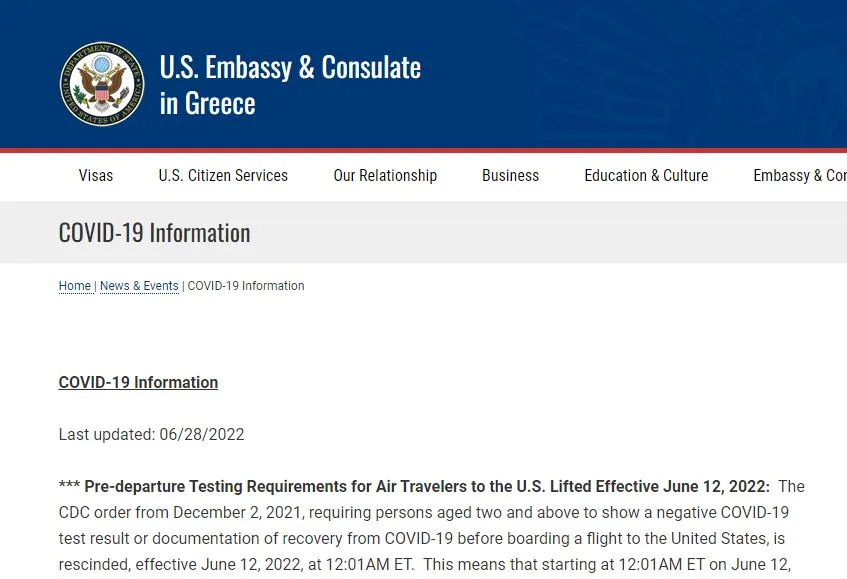 DEPARTMENT OF STATE
UNITED STATES OF AMERICA
U.S. Embassy & Consulate
in Greece
Visas U.S. Citizen Services Our Relationship Business Education & Culture Embassy &
COVID-19 Information
Home | News & Events | COVID-19 Information
COVID-19 Information
Last updated: 06/28/2022
*** Pre-departure Testing Requirements for Air Travelers to the U.S. Lifted Effective June 12, 2022: The
CDC order from December 2, 2021, requiring persons aged two and above to show a negative COVID-19
test result or documentation of recovery from COVID-19 before boarding a flight to the United States, is
rescinded, effective June 12, 2022, at 12:01AM ET. This means that starting at 12:01AM ET on June 12,